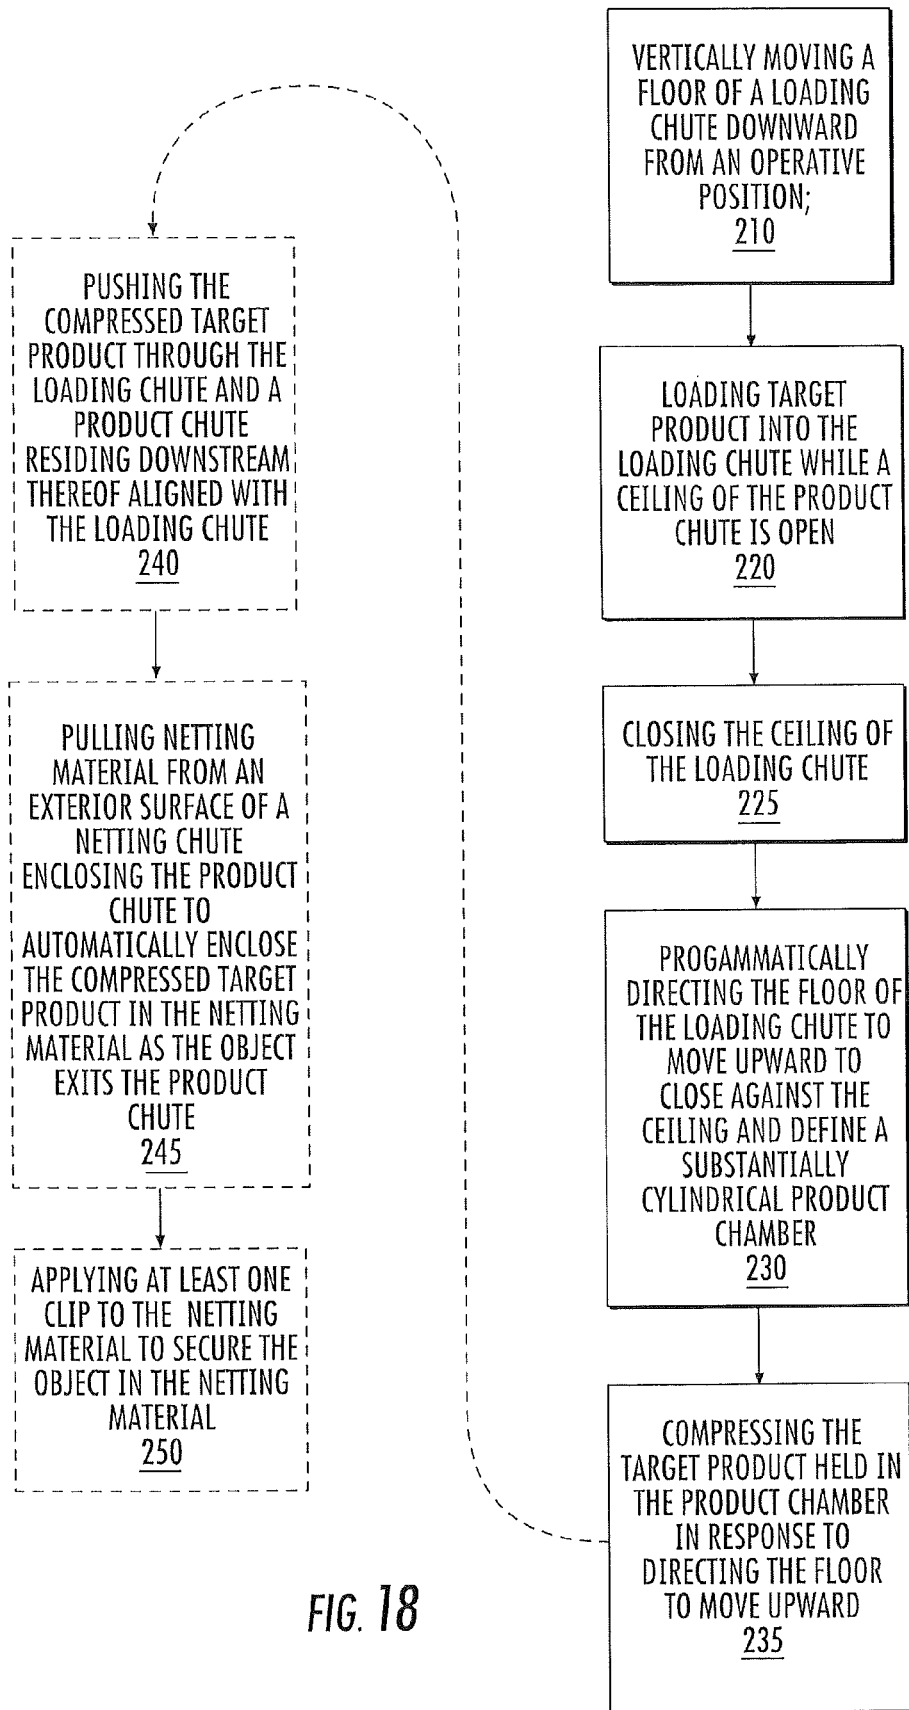 VERTICALLY MOVING A
FLOOR OF A LOADING
CHUTE DOWNWARD
FROM AN OPERATIVE
POSITION;
210
LOADING TARGET
PRODUCT INTO THE
LOADING CHUTE WHILE A
CEILING OF THE PRODUCT
CHUTE IS OPEN
220
CLOSING THE CEILING OF
THE LOADING CHUTE
225
PROGAMMATICALLY
DIRECTING THE FLOOR OF
THE LOADING CHUTE TO
MOVE UPWARD TO
CLOSE AGAINST THE
CEILING AND DEFINE A
SUBSTANTIALLY
CYLINDRICAL PRODUCT
CHAMBER
230
COMPRESSING THE
TARGET PRODUCT HELD IN
THE PRODUCT CHAMBER
IN RESPONSE TO
DIRECTING THE FLOOR
TO MOVE UPWARD
235
PUSHING THE
COMPRESSED TARGET
PRODUCT THROUGH THE
LOADING CHUTE AND A
PRODUCT CHUTE
RESIDING DOWNSTREAM
THEREOF ALIGNED WITH
THE LOADING CHUTE
240
PULLING NETTING
MATERIAL FROM AN
EXTERIOR SURFACE OF A
NETTING CHUTE
ENCLOSING THE PRODUCT
CHUTE TO
AUTOMATICALLY ENCLOSE
THE COMPRESSED TARGET
PRODUCT IN THE NETTING
MATERIAL AS THE OBJECT
EXITS THE PRODUCT
CHUTE
245
APPLYING AT LEAST ONE
CLIP TO THE NETTING
MATERIAL TO SECURE THE
OBJECT IN THE NETTING
MATERIAL
250
FIG. 18